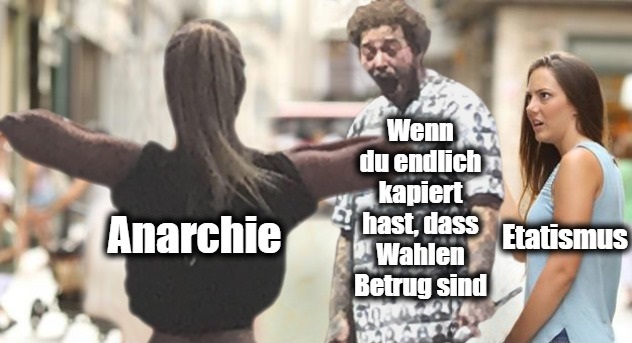 Anarchie
Wenn
du endlich
kapiert
hast, dass
Wahlen
Betrug sind
Etatismus